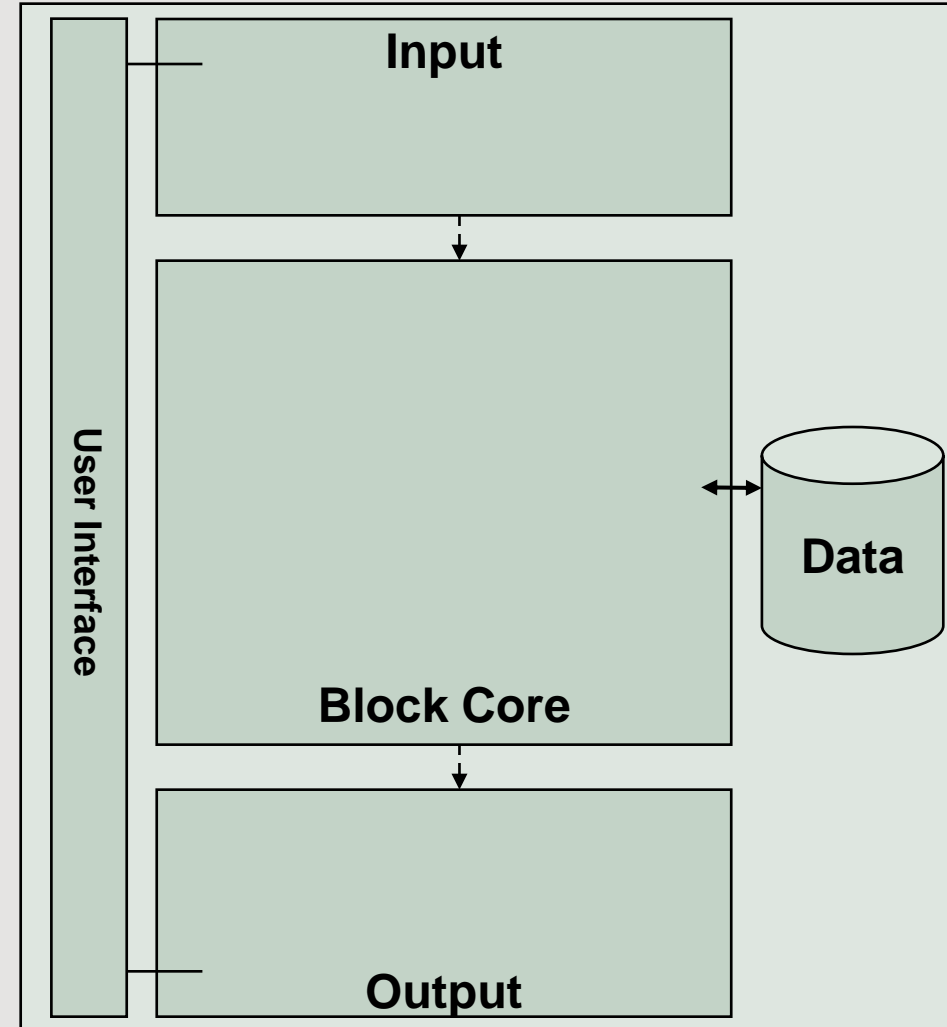 Input
User Interface
Data
Block Core
Output